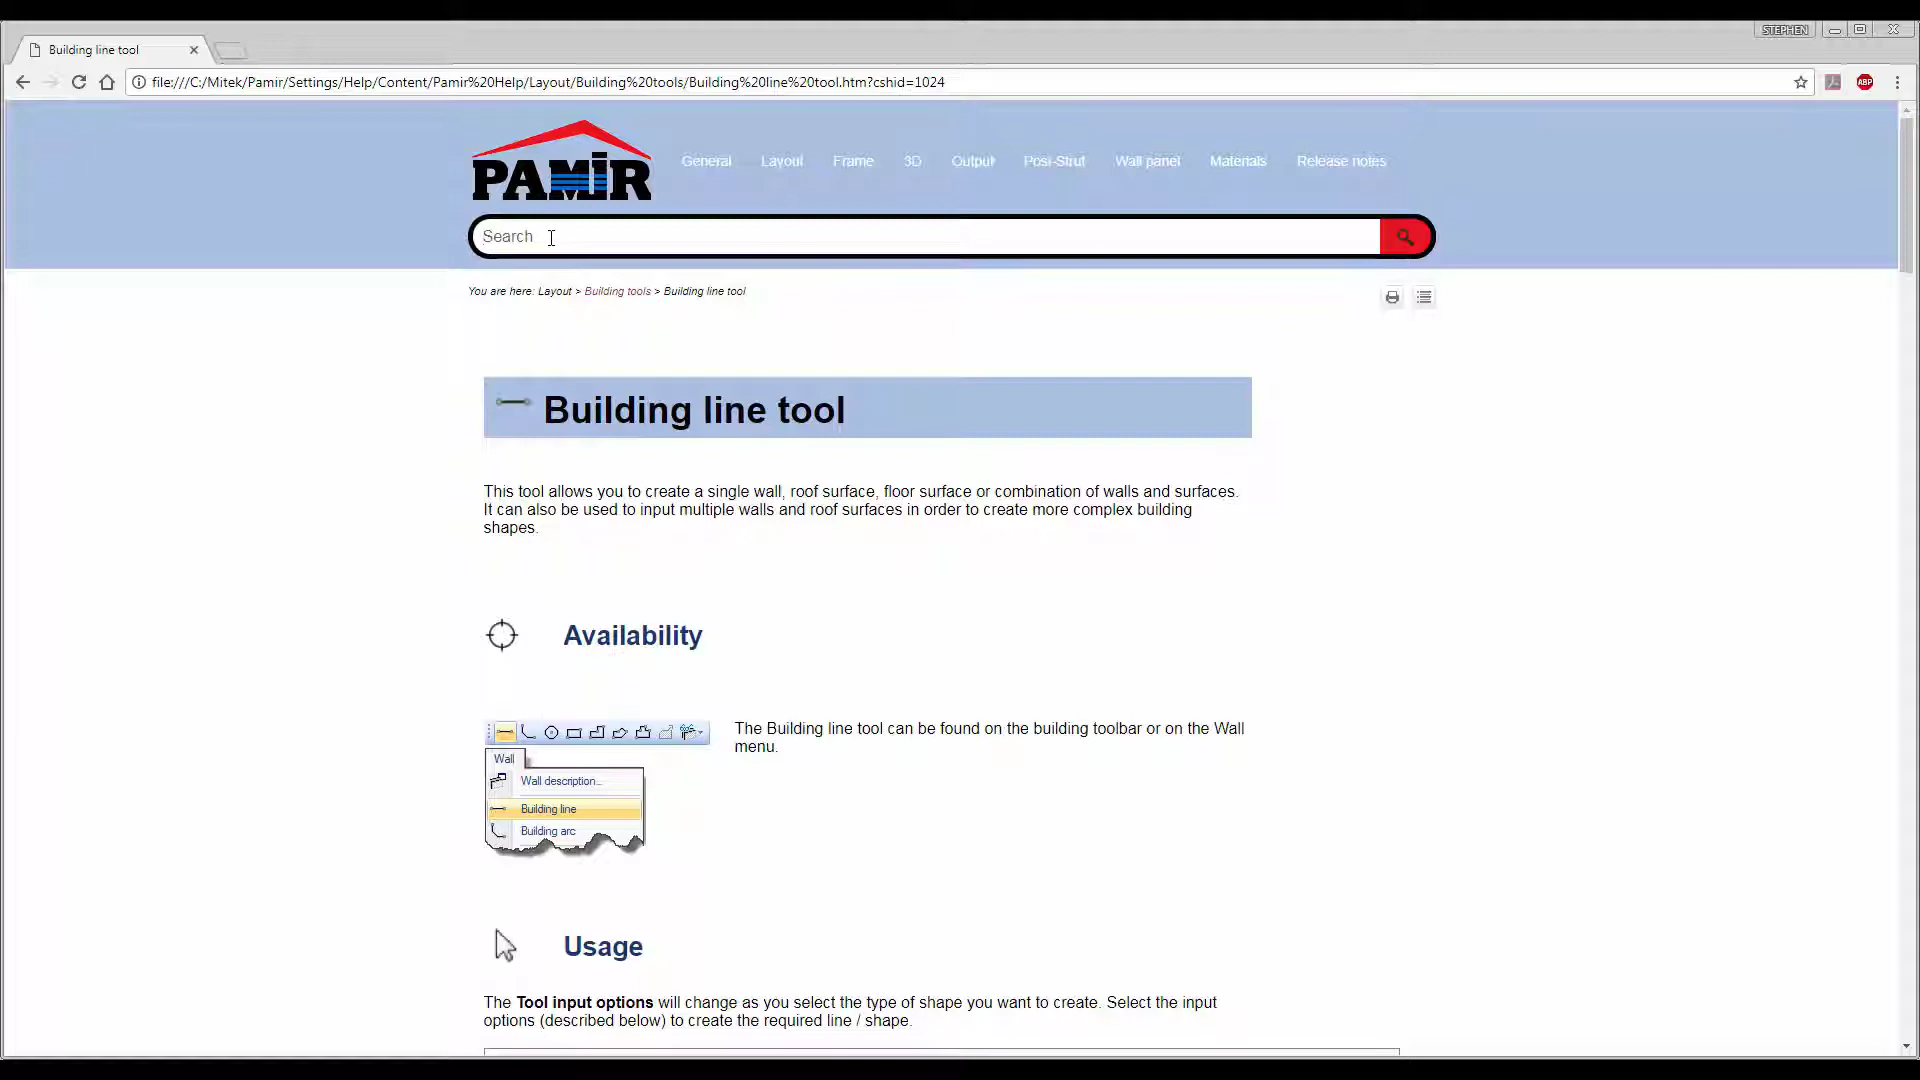 STEPHEN
Building line tool
file:///C:/Mitek/Pamir/Settings/Help/Content/Pamir%20Help/Layout/Building%20tools/Building%20line%20tool.htm?cshid=1024
ABP
PAMIR
General Layout Frame 3D Output Posi-Strut Wall panel Materials Release notes
Search
You are here: Layout > Building tools > Building line tool
Building line tool
This tool allows you to create a single wall, roof surface, floor surface or combination of walls and surfaces.
It can also be used to input multiple walls and roof surfaces in order to create more complex building
shapes.
Availability
The Building line tool can be found on the building toolbar or on the Wall
menu.
Wall
Wall description...
Building line
Building arc
Usage
The Tool input options will change as you select the type of shape you want to create. Select the input
options (described below) to create the required line / shape.